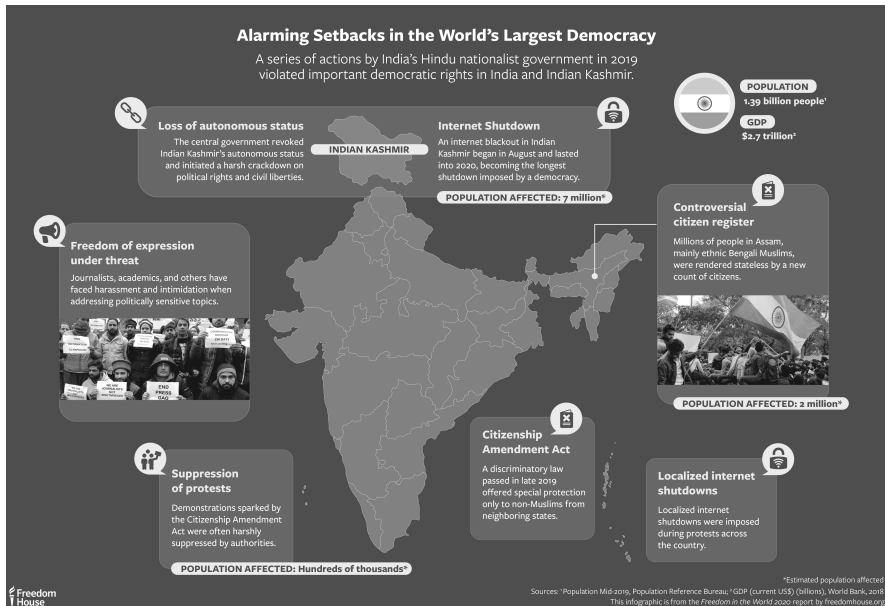 Alarming Setbacks in the World's Largest Democracy
A series of actions by India's Hindu nationalist government in 2019
violated important democratic rights in India and Indian Kashmir.
POPULATION
1.39 billion people¹
GDP
$2.7 trillion²
Loss of autonomous status
The central government revoked
Indian Kashmir's autonomous status
and initiated a harsh crackdown on
political rights and civil liberties.
INDIAN KASHMIR
Internet Shutdown
An internet blackout in Indian
Kashmir began in August and lasted
into 2020, becoming the longest
shutdown imposed by a democracy.
POPULATION AFFECTED: 7 million*
Controversial
citizen register
Millions of people in Assam,
mainly ethnic Bengali Muslims,
were rendered stateless by a new
count of citizens.
POPULATION AFFECTED: 2 million*
Freedom of expression
under threat
Journalists, academics, and others have
faced harassment and intimidation when
addressing politically sensitive topics.
END
PRESS
GAG
Citizenship
Amendment Act
A discriminatory law
passed in late 2019
offered special protection
only to non-Muslims from
neighboring states.
Suppression
of protests
Demonstrations sparked by
the Citizenship Amendment
Act were often harshly
suppressed by authorities.
POPULATION AFFECTED: Hundreds of thousands*
Localized internet
shutdowns
Localized internet
shutdowns were imposed
during protests across
the country.
*Estimated population affected
Sources: ¹Population Mid-2019, Population Reference Bureau; ²GDP (current US$) (billions), World Bank, 2018
This infographic is from the Freedom in the World 2020 report by freedomhouse.org
Freedom
House